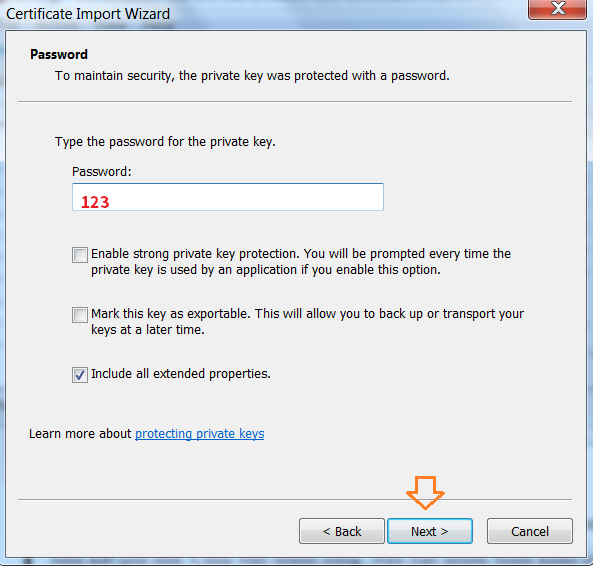 Certificate Import Wizard
Password
To maintain security, the private key was protected with a password.
Type the password for the private key.
Password:
123
Enable strong private key protection. You will be prompted every time the
private key is used by an application if you enable this option.
Mark this key as exportable. This will allow you to back up or transport your
keys at a later time.
Include all extended properties.
Learn more about protecting private keys
< Back Next > Cancel